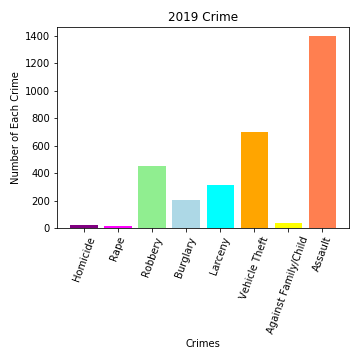 2019 Crime
Number of Each Crime
1400
1200
1000
800
600
400
200
0
Homicide
Rape
Robbery
Burglary
Larceny
Vehicle Theft
Against Family/Child
Assault
Crimes